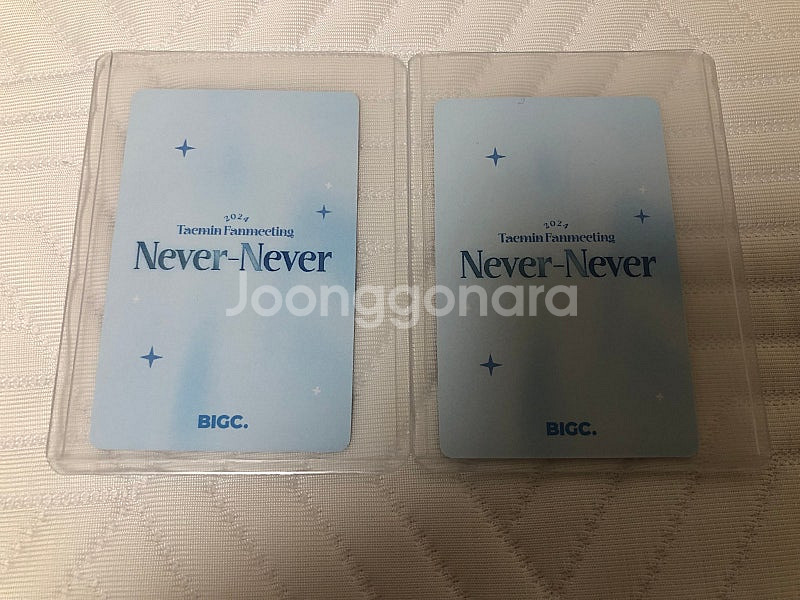 2024
Taemin Fanmeeting
Never-Never
BIGC.
2024
Taemin Fanmeeting
Never-Never
BIGC.
Joonggonara